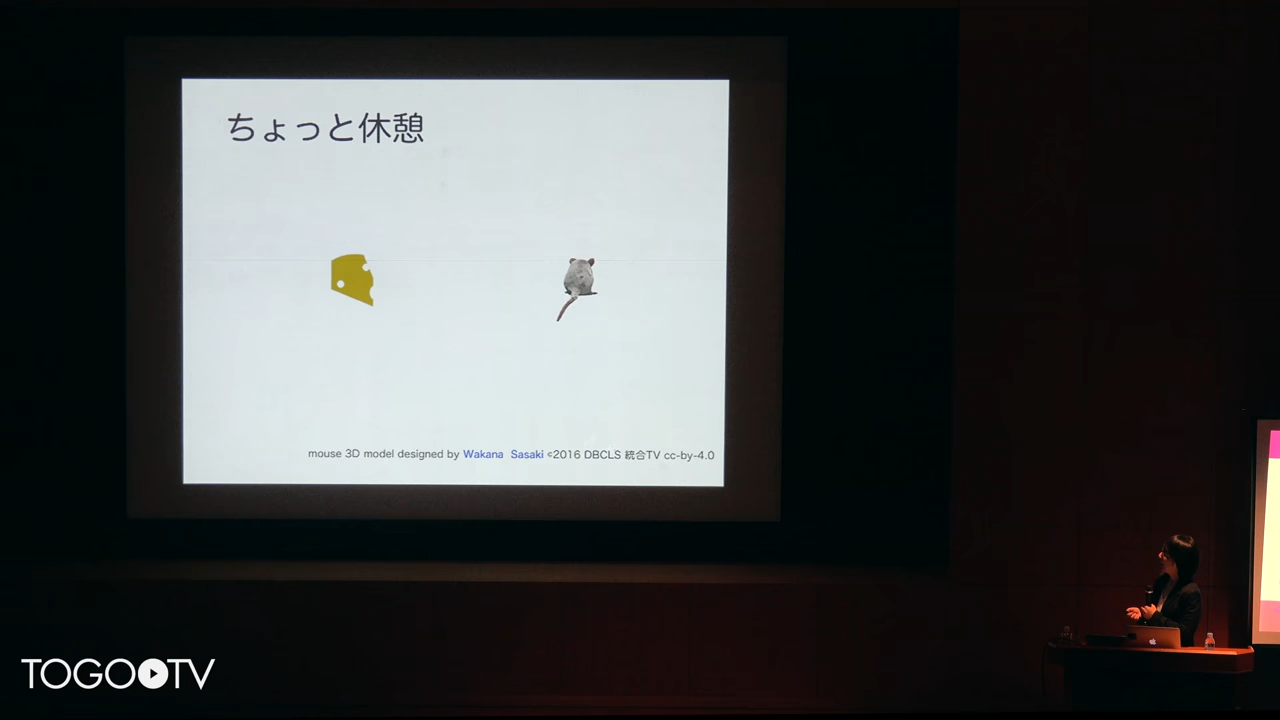 ちょっと休憩
mouse 3D model designed by Wakana Sasaki ©2016 DBCLS 統合TV cc-by-4.0
TOGOTV